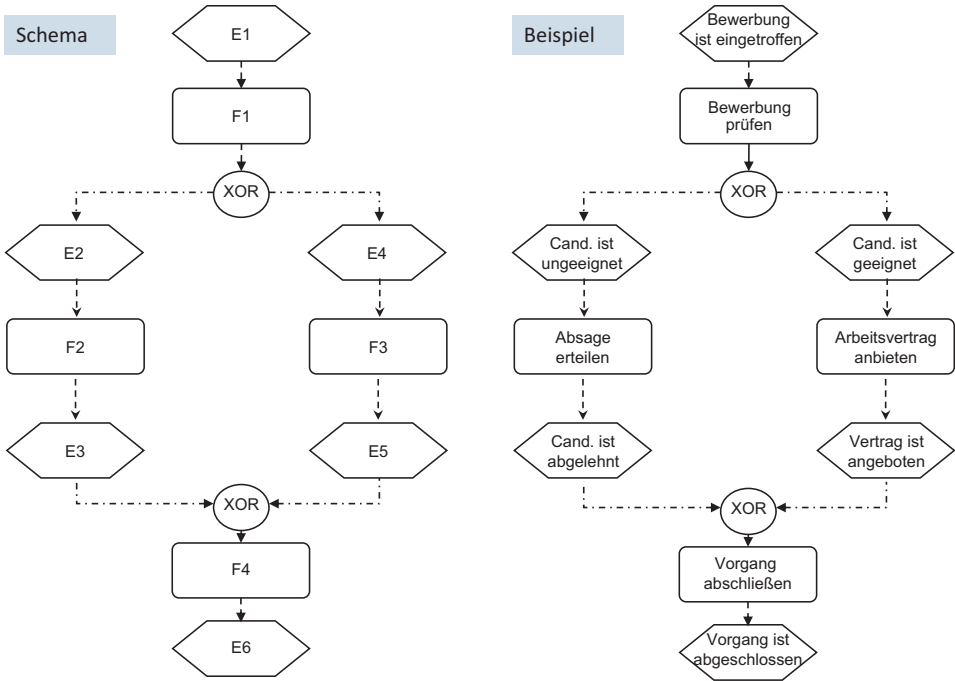 Schema
E1
F1
XOR
E2
E4
F2
F3
E3
E5
XOR
F4
E6
Beispiel
Bewerbung
ist eingetroffen
Bewerbung
prüfen
XOR
Cand. ist
ungeeignet
Cand. ist
geeignet
Absage
erteilen
Arbeitsvertrag
anbieten
Cand. ist
abgelehnt
Vertrag ist
angeboten
XOR
Vorgang
abschließen
Vorgang ist
abgeschlossen